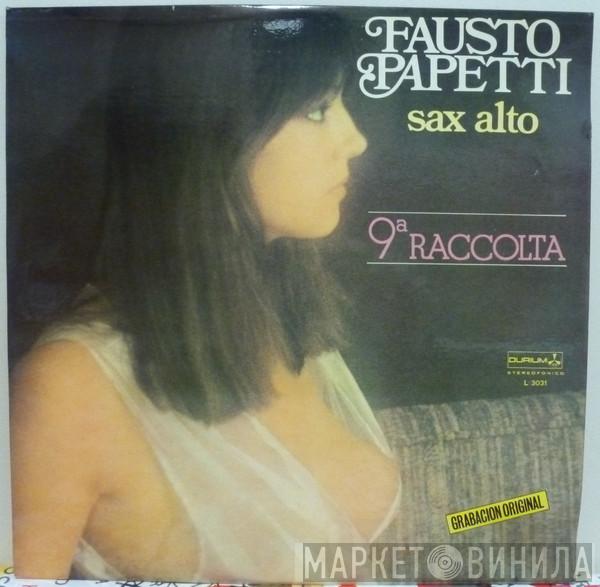 FAUSTO
PAPETTI
sax alto
9ª RACCOLTA
DURIUM
STEREOFONICO
L 3031
GRABACION ORIGINAL
МАРКЕТ ВИНИЛА